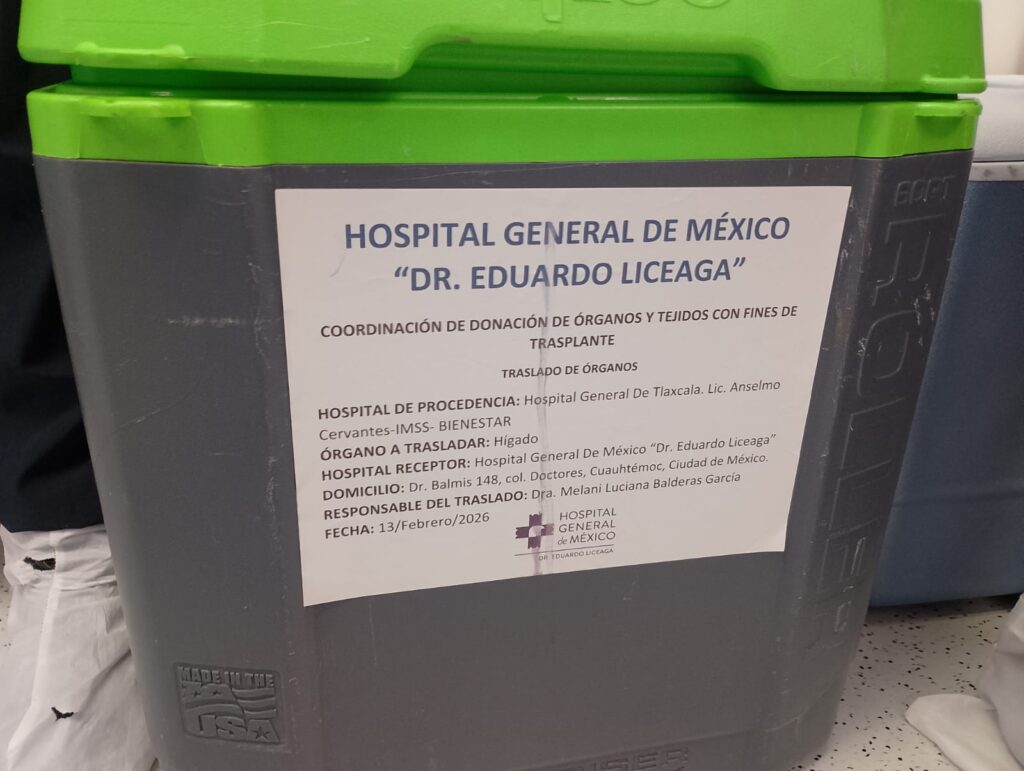 HOSPITAL GENERAL DE MÉXICO
“DR. EDUARDO LICEAGA”
COORDINACIÓN DE DONACIÓN DE ÓRGANOS Y TEJIDOS CON FINES DE
TRASPLANTE
TRASLADO DE ÓRGANOS
HOSPITAL DE PROCEDENCIA: Hospital General De Tlaxcala. Lic. Anselmo
Cervantes-IMSS- BIENESTAR
ÓRGANO A TRASLADAR: Hígado
HOSPITAL RECEPTOR: Hospital General De México “Dr. Eduardo Liceaga”
DOMICILIO: Dr. Balmis 148, col. Doctores, Cuauhtémoc, Ciudad de México.
RESPONSABLE DEL TRASLADO: Dra. Melani Luciana Balderas García
FECHA: 13/Febrero/2026
HOSPITAL
GENERAL
de MÉXICO
DR. EDUARDO LICEAGA
ROLLER
MADE IN THE
USA